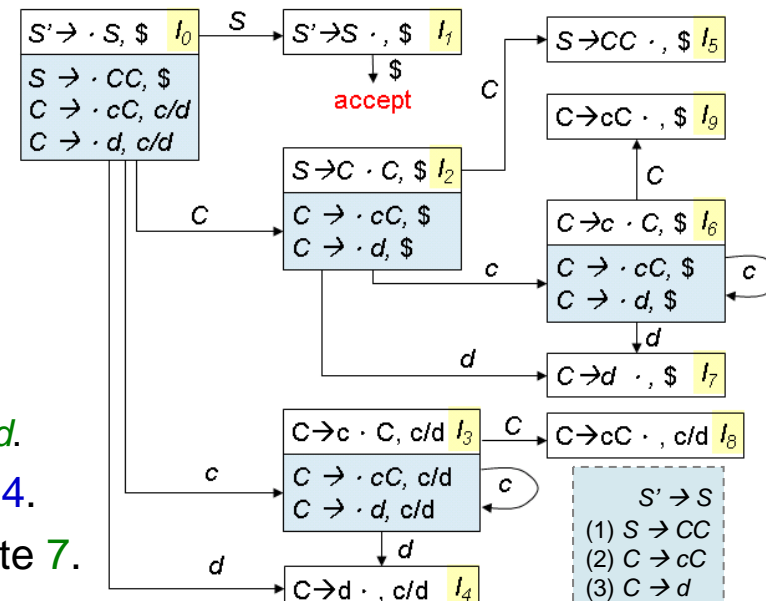 S'→ · S, $ I0
S → · CC, $
C → · cC, c/d
C → · d, c/d
S
S'→S · , $ I1
$
accept
C
S→CC · , $ I5
C→cC · , $ I9
C
C
S→C · C, $ I2
C → · cC, $
C → · d, $
C→c · C, $ I6
C → · cC, $
C → · d, $
c
c
d
d
C→d · , $ I7
d.
4.
te 7.
c
C→c · C, c/d I3
C → · cC, c/d
C → · d, c/d
C
C→cC · , c/d I8
c
d
d
C→d · , c/d I4
S' → S
(1) S → CC
(2) C → cC
(3) C → d